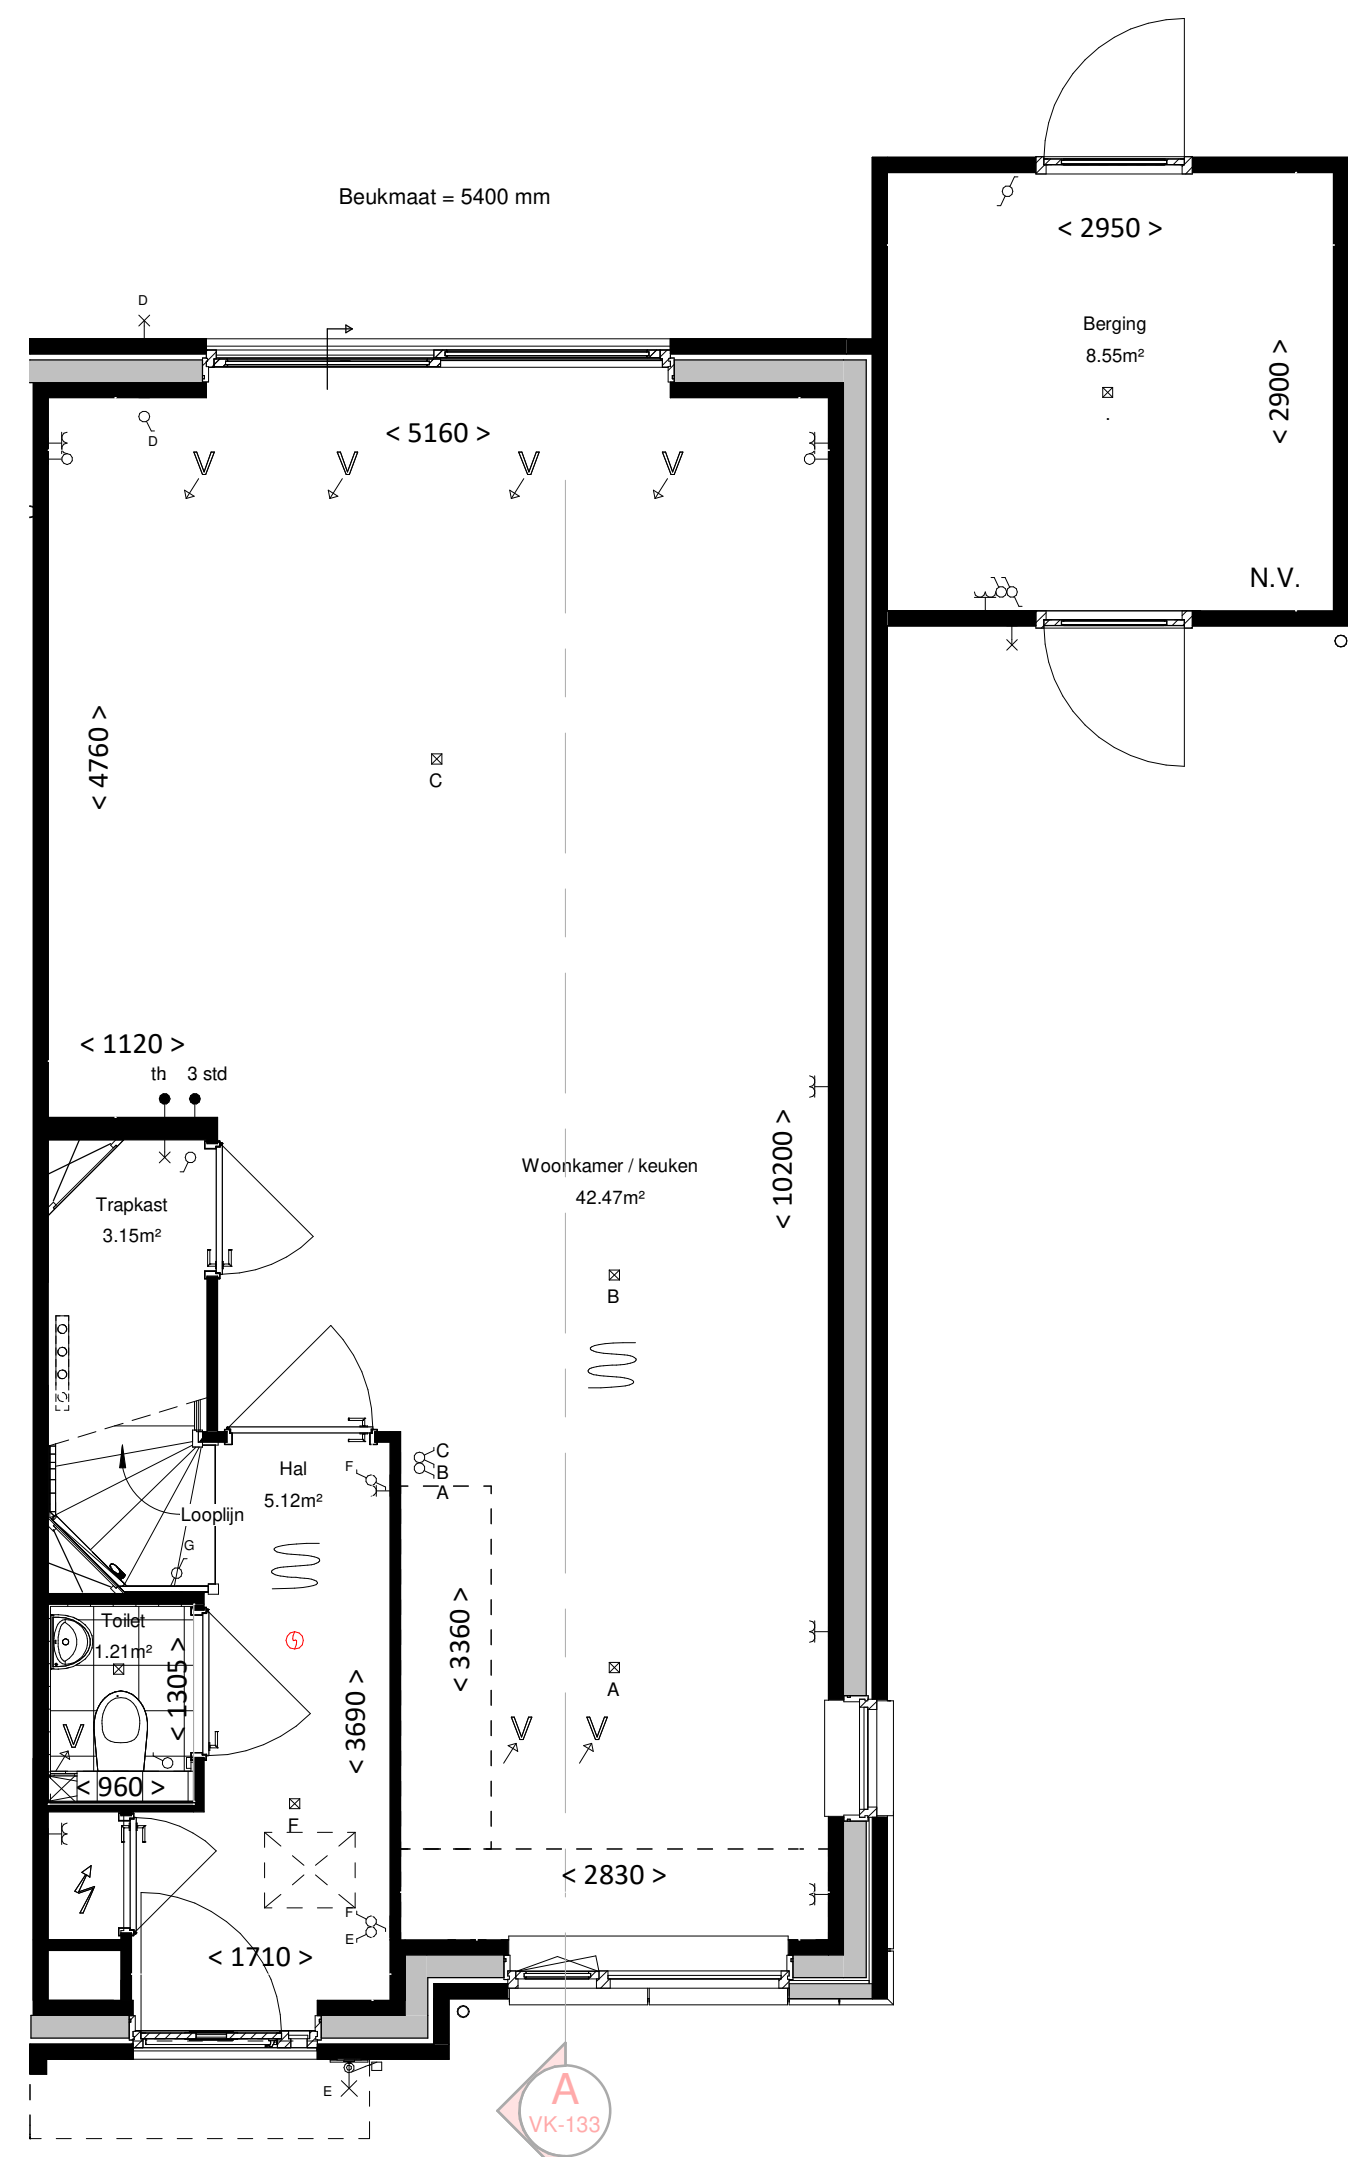 Beukmaat = 5400 mm
< 2950 >
Berging
8.55m²
< 2900 >
N.V.
D
D
< 5160 >
V V V V
< 4760 >
C
< 1120 >
th 3 std
Woonkamer / keuken
42.47m²
< 10200 >
Trapkast
3.15m²
B
Hal
5.12m²
F
C
B
A
Looplijn
G
Toilet
1.21m²
< 1305 >
V
< 960 >
< 3690 >
< 3360 >
A
V V
F
< 2830 >
F
E
< 1710 >
E
A
VK-133